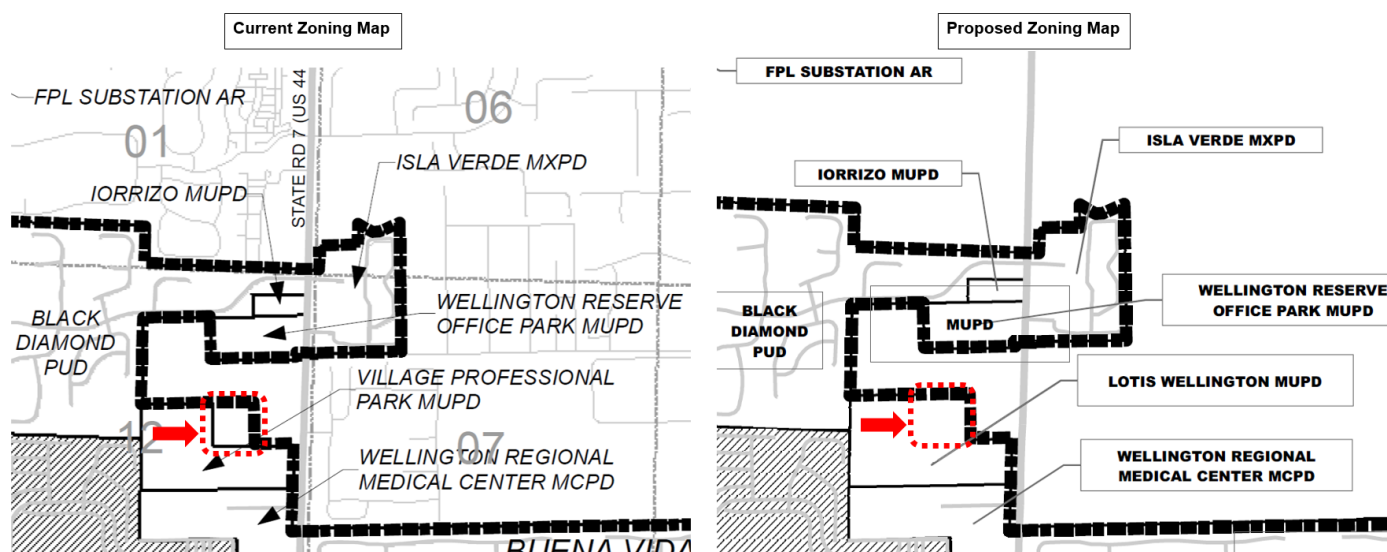 Current Zoning Map
FPL SUBSTATION AR
01
06
STATE RD 7 (US 44
ISLA VERDE MXPD
IORRIZO MUPD
WELLINGTON RESERVE
OFFICE PARK MUPD
BLACK
DIAMOND
PUD
VILLAGE PROFESSIONAL
PARK MUPD
12
07
WELLINGTON REGIONAL
MEDICAL CENTER MCPD
BUENA VIDA
Proposed Zoning Map
FPL SUBSTATION AR
ISLA VERDE MXPD
IORRIZO MUPD
WELLINGTON RESERVE
OFFICE PARK MUPD
BLACK
DIAMOND
PUD
MUPD
LOTIS WELLINGTON MUPD
WELLINGTON REGIONAL
MEDICAL CENTER MCPD